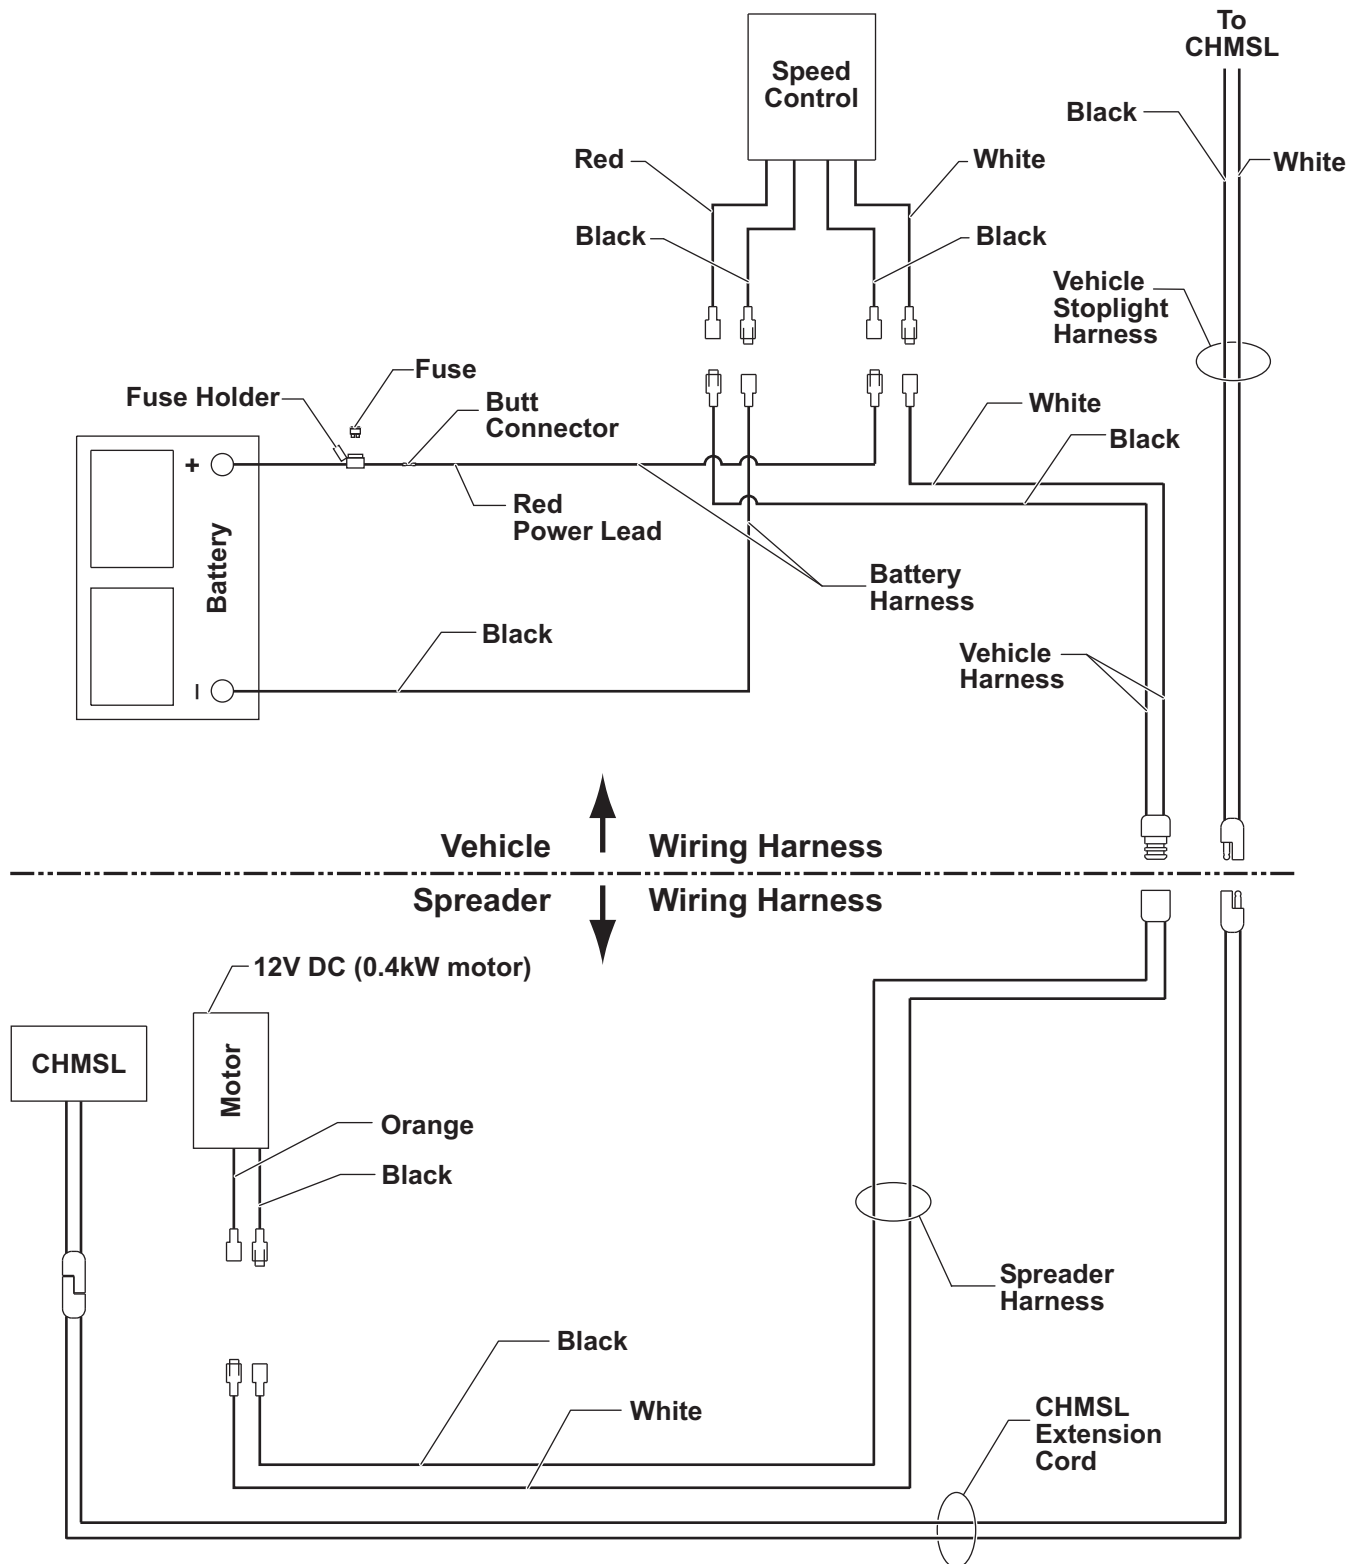 To
CHMSL
Speed
Control
Black
White
Red
White
Black
Black
Vehicle
Stoplight
Harness
Fuse
Fuse Holder
Butt
Connector
White
Black
+
Red
Power Lead
Battery
Battery
Harness
Black
Vehicle
Harness
–
Vehicle
Wiring Harness
Spreader
Wiring Harness
12V DC (0.4kW motor)
CHMSL
Motor
Orange
Black
Spreader
Harness
Black
White
CHMSL
Extension
Cord